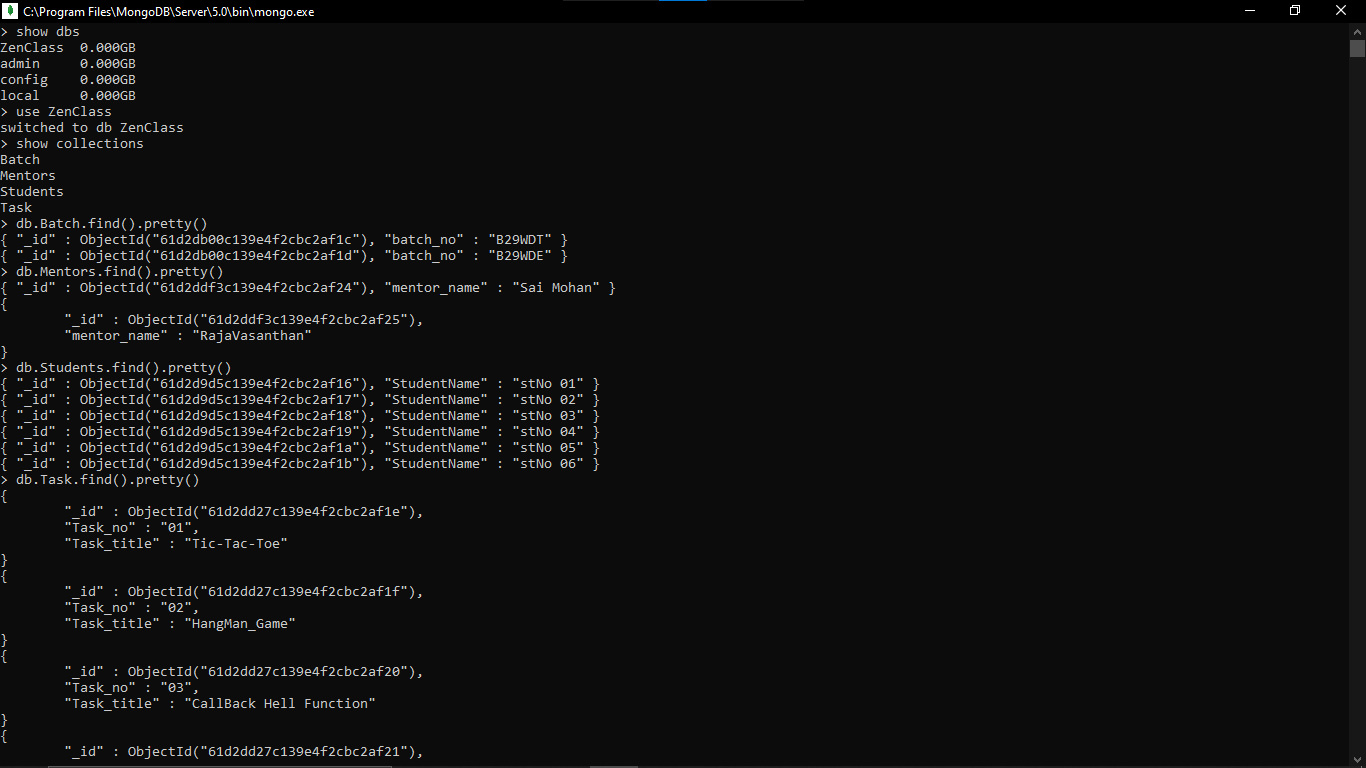 C:\Program Files\MongoDB\Server\5.0\bin\mongo.exe
> show dbs
ZenClass  0.000GB
admin     0.000GB
config    0.000GB
local     0.000GB
> use ZenClass
switched to db ZenClass
> show collections
Batch
Mentors
Students
Task
> db.Batch.find().pretty()
{ "_id" : ObjectId("61d2db00c139e4f2cbc2af1c"), "batch_no" : "B29WDT" }
{ "_id" : ObjectId("61d2db00c139e4f2cbc2af1d"), "batch_no" : "B29WDE" }
> db.Mentors.find().pretty()
{ "_id" : ObjectId("61d2ddf3c139e4f2cbc2af24"), "mentor_name" : "Sai Mohan" }
{
        "_id" : ObjectId("61d2ddf3c139e4f2cbc2af25"),
        "mentor_name" : "RajaVasanthan"
}
> db.Students.find().pretty()
{ "_id" : ObjectId("61d2d9d5c139e4f2cbc2af16"), "StudentName" : "stNo 01" }
{ "_id" : ObjectId("61d2d9d5c139e4f2cbc2af17"), "StudentName" : "stNo 02" }
{ "_id" : ObjectId("61d2d9d5c139e4f2cbc2af18"), "StudentName" : "stNo 03" }
{ "_id" : ObjectId("61d2d9d5c139e4f2cbc2af19"), "StudentName" : "stNo 04" }
{ "_id" : ObjectId("61d2d9d5c139e4f2cbc2af1a"), "StudentName" : "stNo 05" }
{ "_id" : ObjectId("61d2d9d5c139e4f2cbc2af1b"), "StudentName" : "stNo 06" }
> db.Task.find().pretty()
{
        "_id" : ObjectId("61d2dd27c139e4f2cbc2af1e"),
        "Task_no" : "01",
        "Task_title" : "Tic-Tac-Toe"
}
{
        "_id" : ObjectId("61d2dd27c139e4f2cbc2af1f"),
        "Task_no" : "02",
        "Task_title" : "HangMan_Game"
}
{
        "_id" : ObjectId("61d2dd27c139e4f2cbc2af20"),
        "Task_no" : "03",
        "Task_title" : "CallBack Hell Function"
}
{
        "_id" : ObjectId("61d2dd27c139e4f2cbc2af21"),